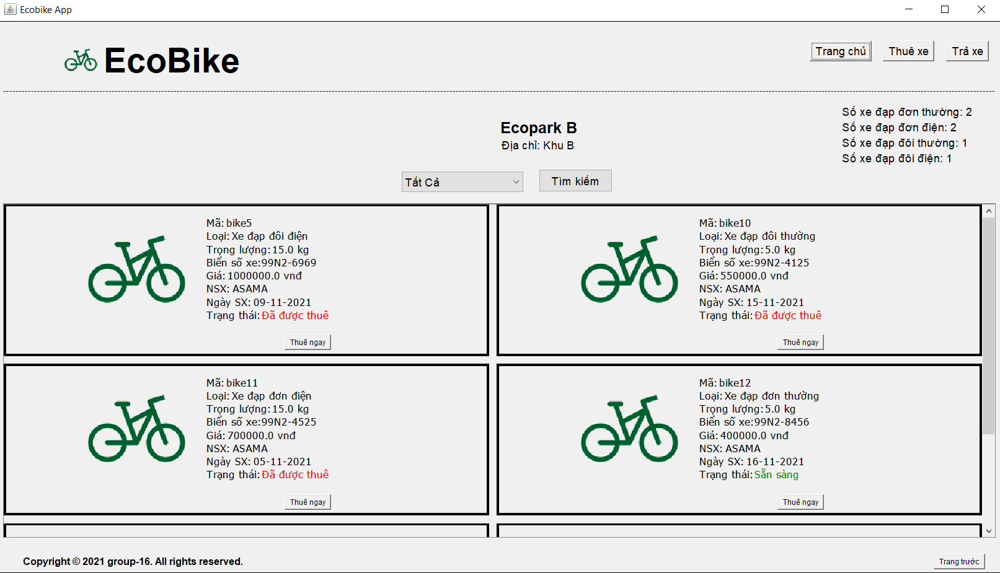 Ecobike App
EcoBike
Trang chủ
Thuê xe
Trả xe
Ecopark B
Địa chỉ: Khu B
Số xe đạp đơn thường: 2
Số xe đạp đơn điện: 2
Số xe đạp đôi thường: 1
Số xe đạp đôi điện: 1
Tất Cả
Tìm kiếm
Mã: bike5
Loại: Xe đạp đôi điện
Trọng lượng: 15.0 kg
Biển số xe:99N2-6969
Giá: 1000000.0 vnđ
NSX: ASAMA
Ngày SX: 09-11-2021
Trạng thái: Đã được thuê
Thuê ngay
Mã: bike10
Loại: Xe đạp đôi thường
Trọng lượng: 5.0 kg
Biển số xe:99N2-4125
Giá: 550000.0 vnđ
NSX: ASAMA
Ngày SX: 15-11-2021
Trạng thái: Đã được thuê
Thuê ngay
Mã: bike11
Loại: Xe đạp đơn điện
Trọng lượng: 15.0 kg
Biển số xe:99N2-4525
Giá: 700000.0 vnđ
NSX: ASAMA
Ngày SX: 05-11-2021
Trạng thái: Đã được thuê
Thuê ngay
Mã: bike12
Loại: Xe đạp đơn thường
Trọng lượng: 5.0 kg
Biển số xe:99N2-8456
Giá: 400000.0 vnđ
NSX: ASAMA
Ngày SX: 16-11-2021
Trạng thái: Sẵn sàng
Thuê ngay
Copyright © 2021 group-16. All rights reserved.
Trang trước